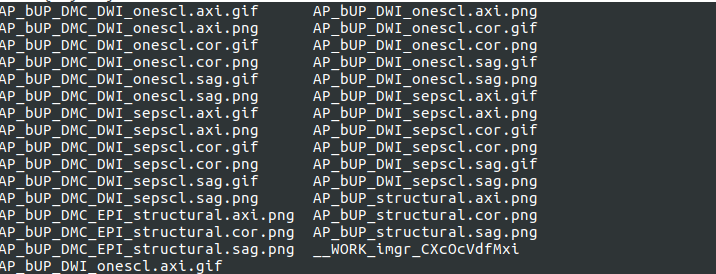 AP_bUP_DMC_DWI_onescl.axi.gif AP_bUP_DWI_onescl.axi.png
AP_bUP_DMC_DWI_onescl.axi.png AP_bUP_DWI_onescl.cor.gif
AP_bUP_DMC_DWI_onescl.cor.gif AP_bUP_DWI_onescl.cor.png
AP_bUP_DMC_DWI_onescl.cor.png AP_bUP_DWI_onescl.sag.gif
AP_bUP_DMC_DWI_onescl.sag.gif AP_bUP_DWI_onescl.sag.png
AP_bUP_DMC_DWI_onescl.sag.png AP_bUP_DWI_sepscl.axi.gif
AP_bUP_DMC_DWI_sepscl.axi.gif AP_bUP_DWI_sepscl.axi.png
AP_bUP_DMC_DWI_sepscl.axi.png AP_bUP_DWI_sepscl.cor.gif
AP_bUP_DMC_DWI_sepscl.cor.gif AP_bUP_DWI_sepscl.cor.png
AP_bUP_DMC_DWI_sepscl.cor.png AP_bUP_DWI_sepscl.sag.gif
AP_bUP_DMC_DWI_sepscl.sag.gif AP_bUP_DWI_sepscl.sag.png
AP_bUP_DMC_DWI_sepscl.sag.png AP_bUP_structural.axi.png
AP_bUP_DMC_EPI_structural.axi.png AP_bUP_structural.cor.png
AP_bUP_DMC_EPI_structural.cor.png AP_bUP_structural.sag.png
AP_bUP_DMC_EPI_structural.sag.png __WORK_imgr_CXcOcVdfMxi
AP_bUP_DWI_onescl.axi.gif